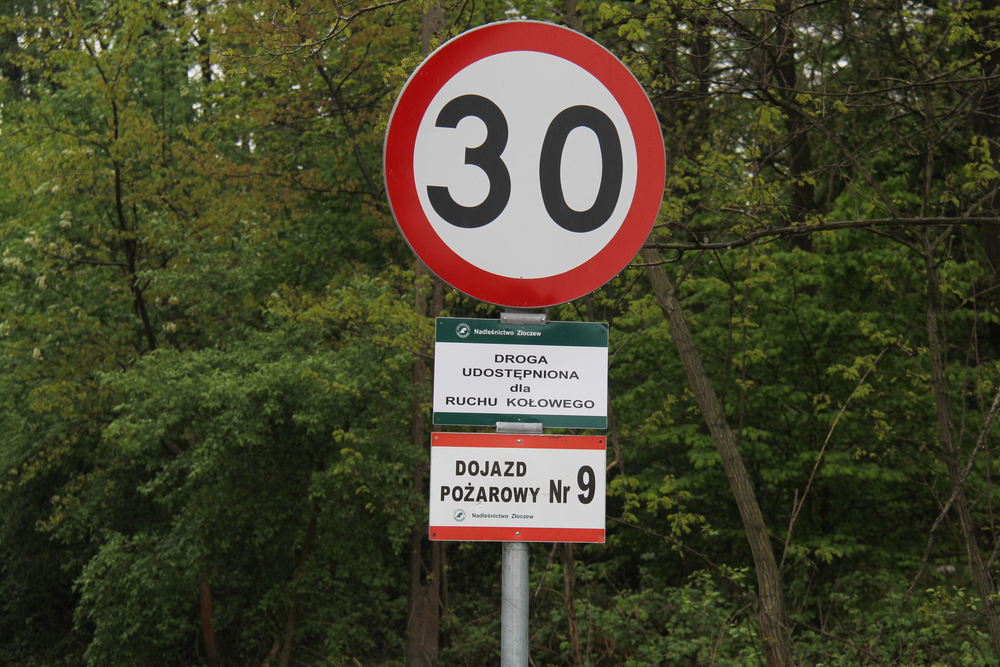 30
Nadleśnictwo Złoczew
DROGA
UDOSTĘPNIONA
dla
RUCHU KOŁOWEGO
DOJAZD
POŻAROWY Nr 9
Nadleśnictwo Złoczew